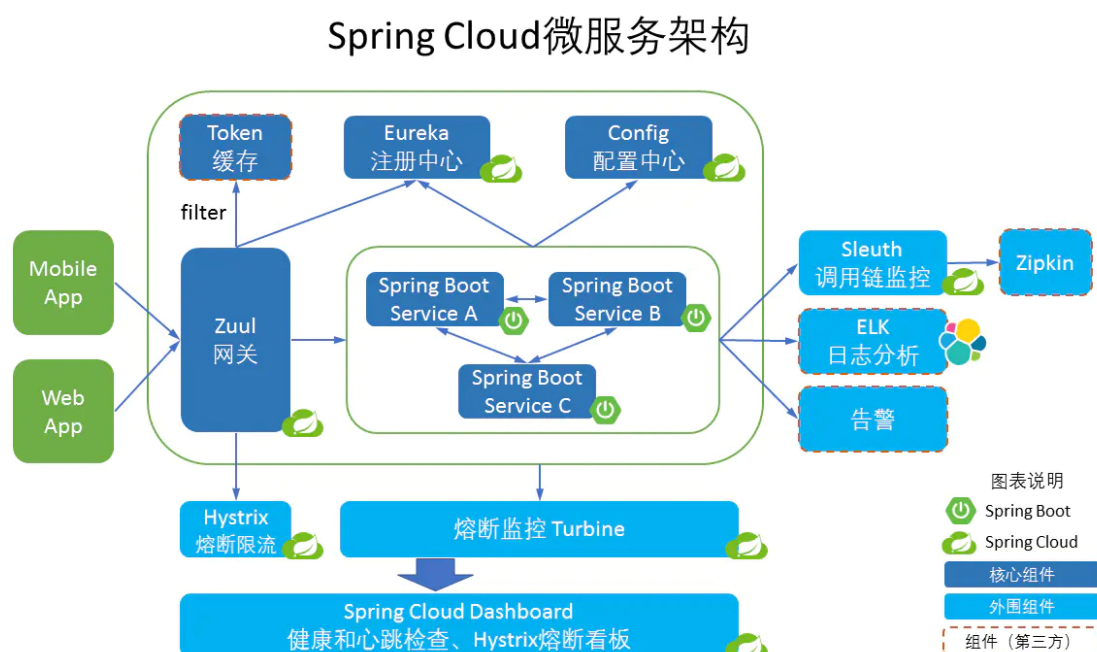 Spring Cloud微服务架构
Token
缓存
Eureka
注册中心
Config
配置中心
filter
Mobile
App
Web
App
Zuul
网关
Spring Boot
Service A
Spring Boot
Service B
Spring Boot
Service C
Sleuth
调用链监控
Zipkin
ELK
日志分析
告警
Hystrix
熔断限流
熔断监控 Turbine
Spring Cloud Dashboard
健康和心跳检查、Hystrix熔断看板
图表说明
Spring Boot
Spring Cloud
核心组件
外围组件
组件（第三方）